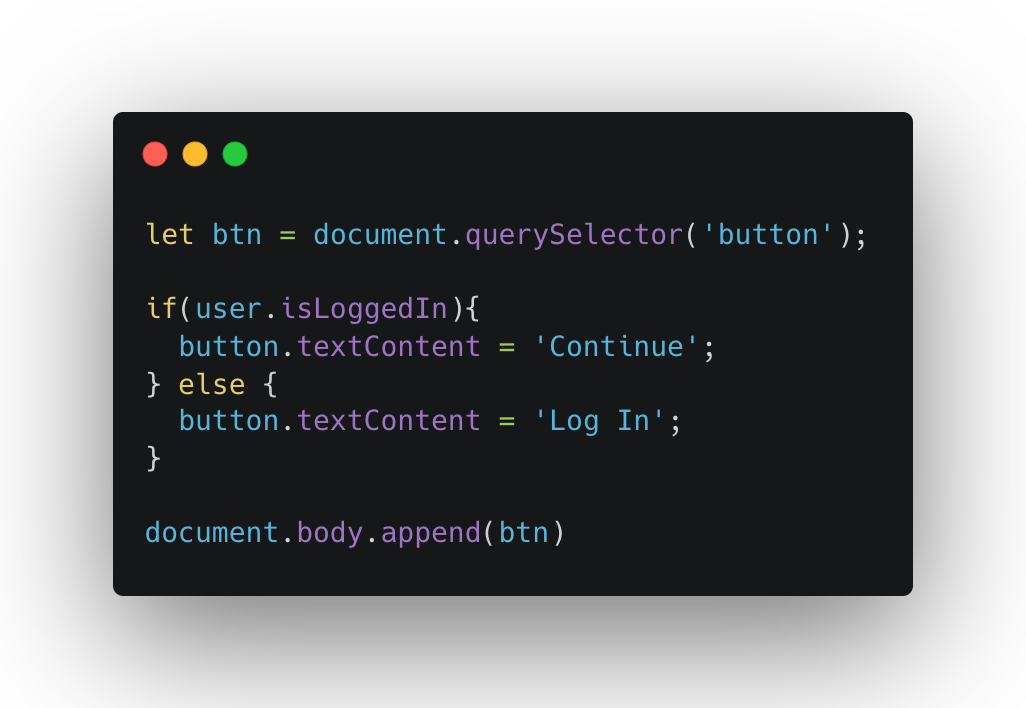 let btn = document.querySelector('button');
if(user.isLoggedIn){
  button.textContent = 'Continue';
} else {
  button.textContent = 'Log In';
}
document.body.append(btn)